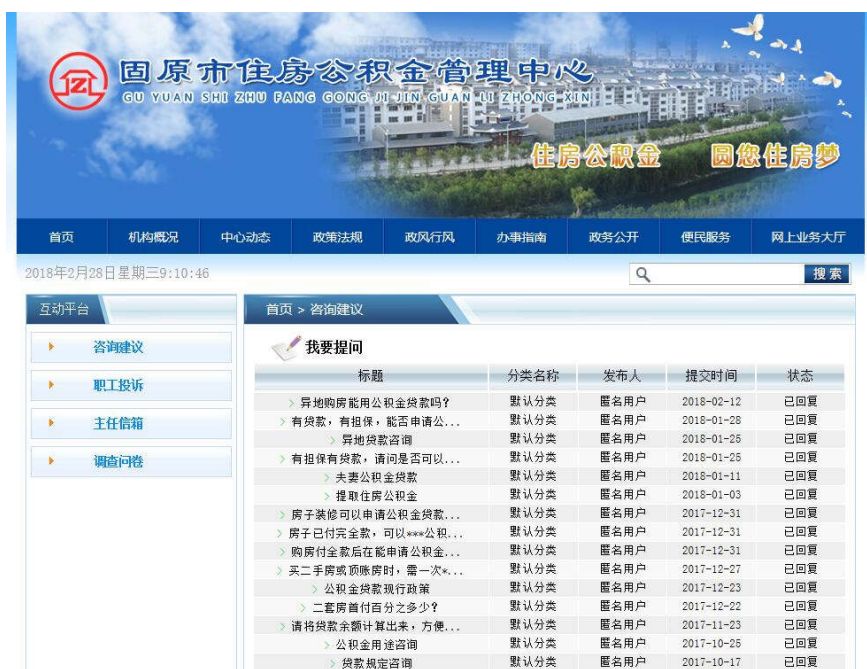 固原市住房公积金管理中心
GU YUAN SHI ZHU FANG GONG JI JIN GUAN LI ZHONG XIN
住房公积金 圆您住房梦
首页 机构概况 中心动态 政策法规 政风行风 办事指南 政务公开 便民服务 网上业务大厅
2018年2月28日星期三9:10:46 搜索
互动平台
咨询建议
职工投诉
主任信箱
调查问卷
首页 > 咨询建议
我要提问
标题 分类名称 发布人 提交时间 状态
> 异地购房能用公积金贷款吗? 默认分类 匿名用户 2018-02-12 已回复
> 有贷款，有担保，能否申请公... 默认分类 匿名用户 2018-01-28 已回复
> 异地贷款咨询 默认分类 匿名用户 2018-01-25 已回复
> 有担保有贷款，请问是否可以... 默认分类 匿名用户 2018-01-25 已回复
> 夫妻公积金贷款 默认分类 匿名用户 2018-01-11 已回复
> 提取住房公积金 默认分类 匿名用户 2018-01-03 已回复
> 房子装修可以申请公积金贷款... 默认分类 匿名用户 2017-12-31 已回复
> 房子已付完全款，可以***公积... 默认分类 匿名用户 2017-12-31 已回复
> 购房付全款后在能申请公积金... 默认分类 匿名用户 2017-12-31 已回复
> 买二手房或顶账房时，需一次*... 默认分类 匿名用户 2017-12-27 已回复
> 公积金贷款现行政策 默认分类 匿名用户 2017-12-23 已回复
> 二套房首付百分之多少? 默认分类 匿名用户 2017-12-22 已回复
> 请将贷款余额计算出来，方便... 默认分类 匿名用户 2017-11-23 已回复
> 公积金用途咨询 默认分类 匿名用户 2017-10-25 已回复
> 贷款规定咨询 默认分类 匿名用户 2017-10-17 已回复